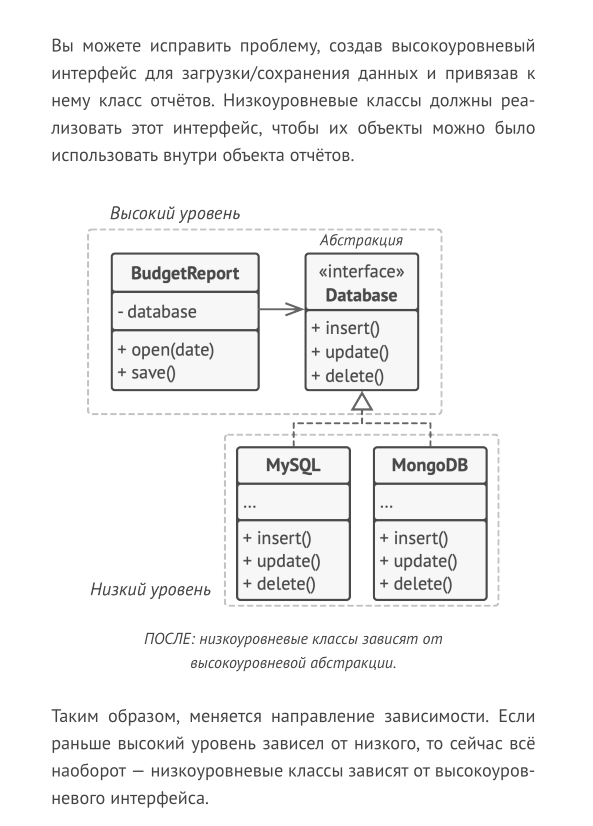 Вы можете исправить проблему, создав высокоуровневый
интерфейс для загрузки/сохранения данных и привязав к
нему класс отчётов. Низкоуровневые классы должны реа-
лизовать этот интерфейс, чтобы их объекты можно было
использовать внутри объекта отчётов.
Высокий уровень
Абстракция
BudgetReport
- database
+ open(date)
+ save()
«interface»
Database
+ insert()
+ update()
+ delete()
MySQL
...
+ insert()
+ update()
+ delete()
MongoDB
...
+ insert()
+ update()
+ delete()
Низкий уровень
ПОСЛЕ: низкоуровневые классы зависят от
высокоуровневой абстракции.
Таким образом, меняется направление зависимости. Если
раньше высокий уровень зависел от низкого, то сейчас всё
наоборот — низкоуровневые классы зависят от высокоуров-
невого интерфейса.